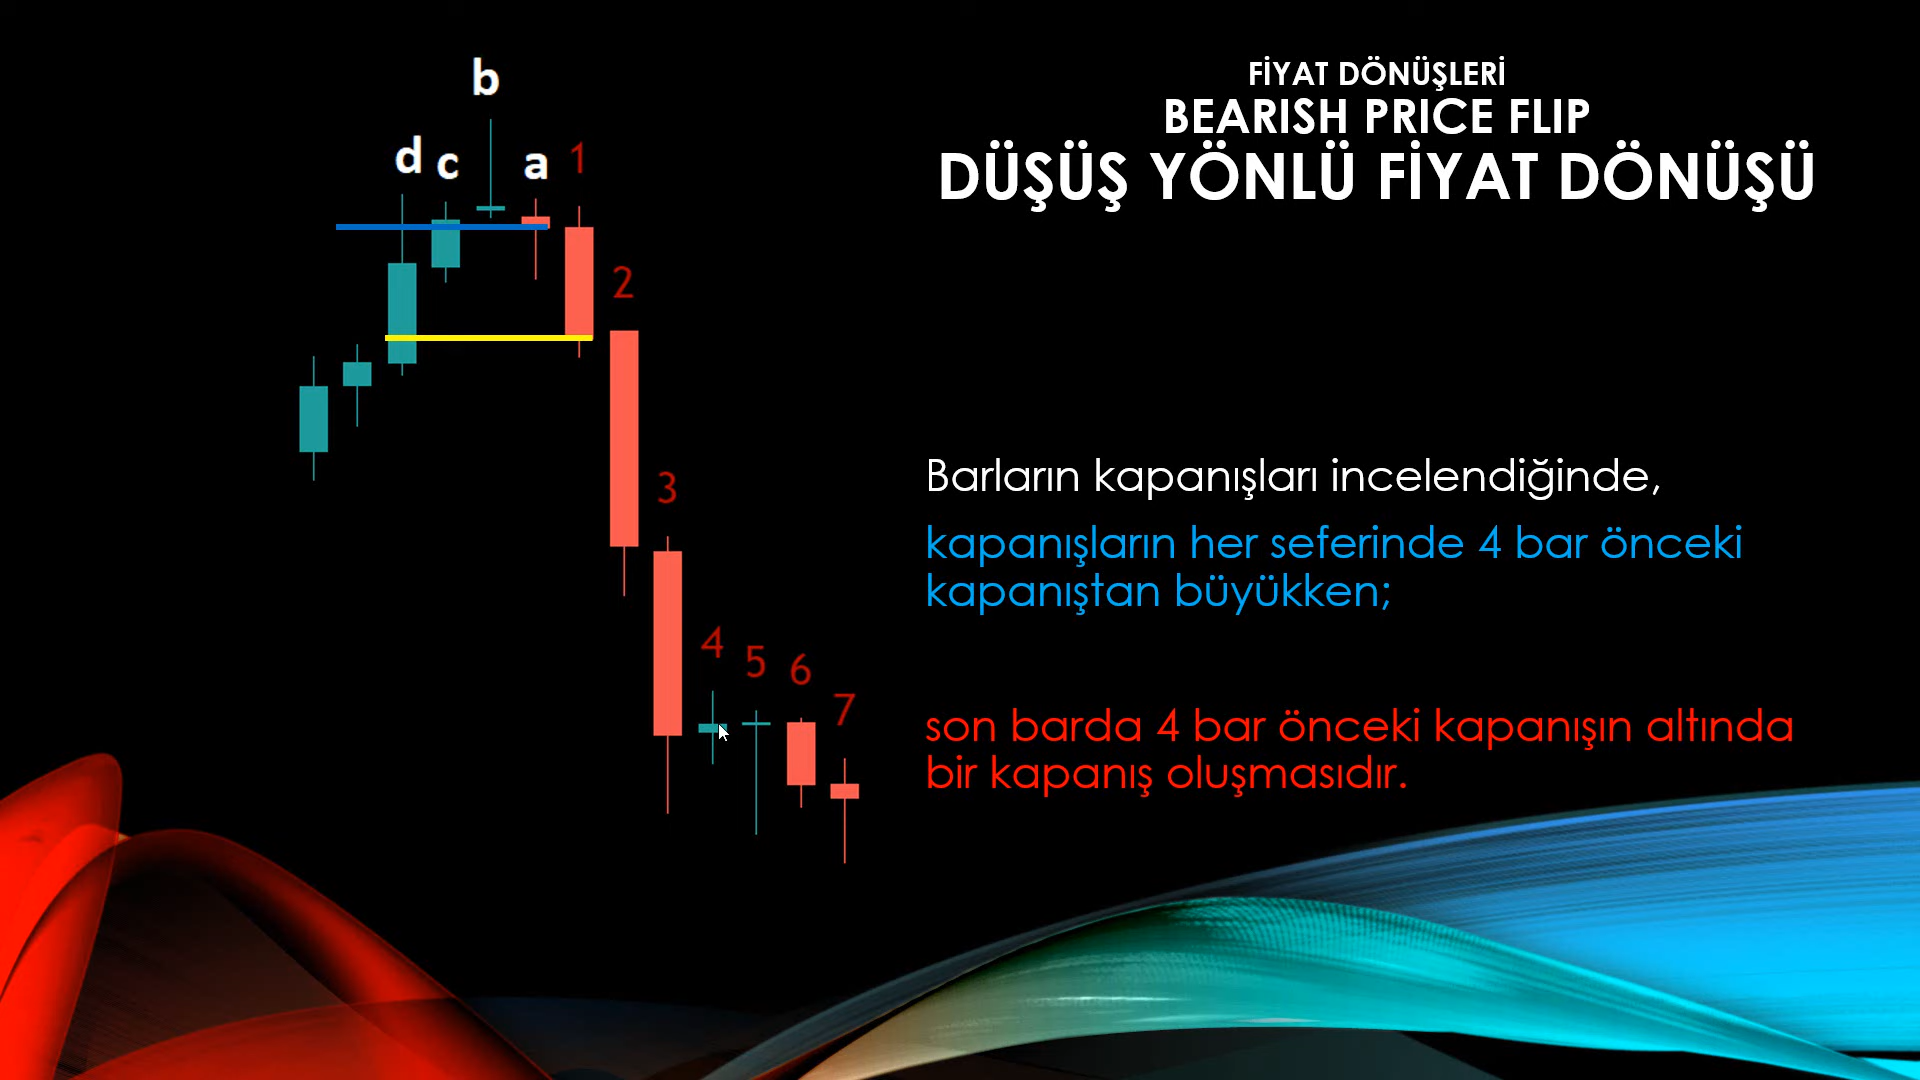 FİYAT DÖNÜŞLERİ
BEARISH PRICE FLIP
DÜŞÜŞ YÖNLÜ FİYAT DÖNÜŞÜ
b
d c a 1
2
3
4
5
6
7
Barların kapanışları incelendiğinde,
kapanışların her seferinde 4 bar önceki
kapanıştan büyükken;
son barda 4 bar önceki kapanışın altında
bir kapanış oluşmasıdır.